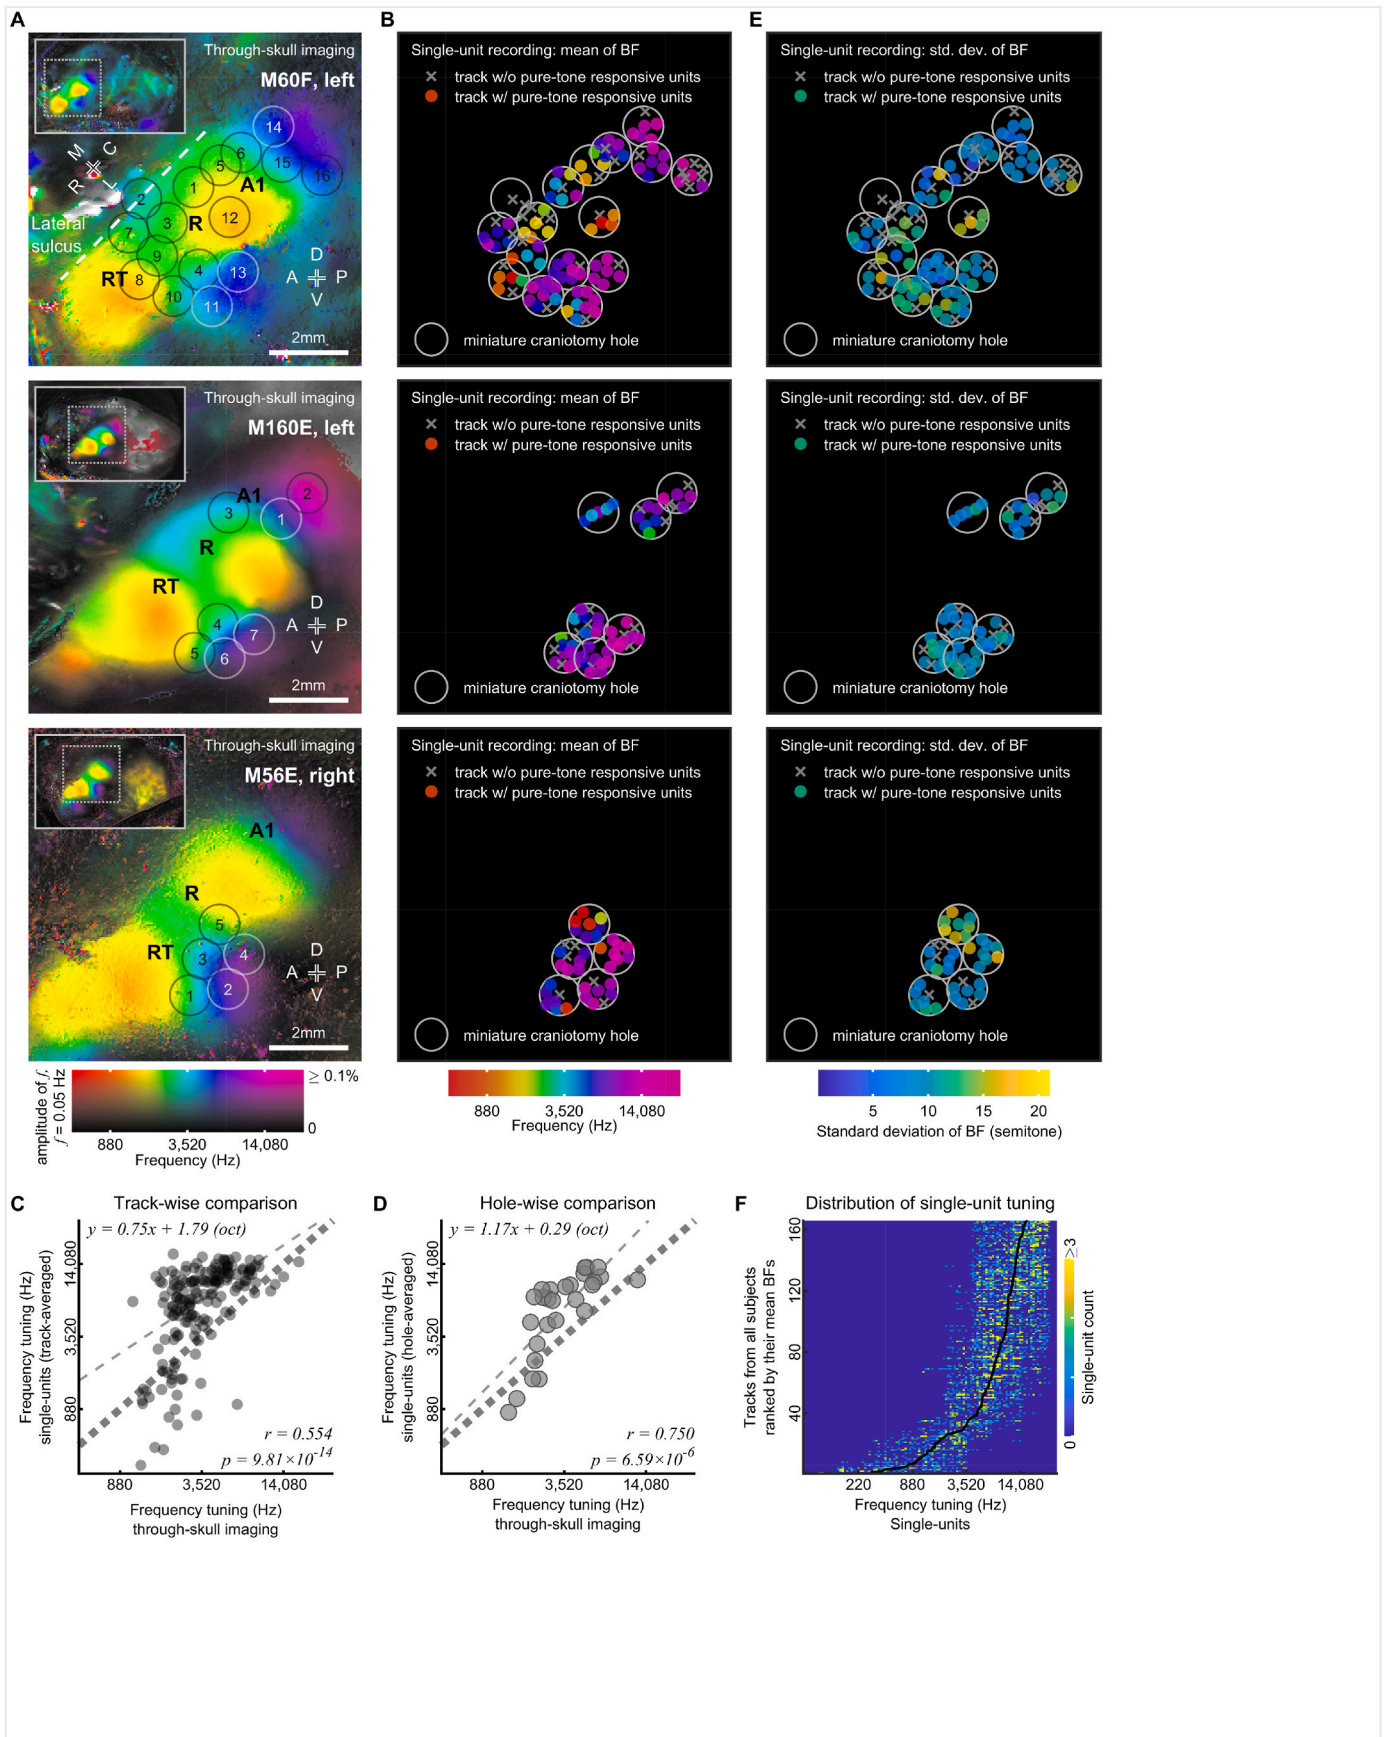 A
Through-skull imaging
M60F, left
M
C
R
L
Lateral
sulcus
14
6
5
15
16
1
A1
2
3
R
12
7
9
RT
8
4
13
10
11
D
A
P
V
2mm
Through-skull imaging
M160E, left
A1
2
3
1
R
RT
4
7
5
6
D
A
P
V
2mm
Through-skull imaging
M56E, right
A1
R
5
RT
3
4
1
2
D
A
P
V
2mm
amplitude of f,
f = 0.05 Hz
≥ 0.1%
0
880
3,520
14,080
Frequency (Hz)
B
Single-unit recording: mean of BF
track w/o pure-tone responsive units
track w/ pure-tone responsive units
miniature craniotomy hole
Single-unit recording: mean of BF
track w/o pure-tone responsive units
track w/ pure-tone responsive units
miniature craniotomy hole
Single-unit recording: mean of BF
track w/o pure-tone responsive units
track w/ pure-tone responsive units
miniature craniotomy hole
880
3,520
14,080
Frequency (Hz)
E
Single-unit recording: std. dev. of BF
track w/o pure-tone responsive units
track w/ pure-tone responsive units
miniature craniotomy hole
Single-unit recording: std. dev. of BF
track w/o pure-tone responsive units
track w/ pure-tone responsive units
miniature craniotomy hole
Single-unit recording: std. dev. of BF
track w/o pure-tone responsive units
track w/ pure-tone responsive units
miniature craniotomy hole
5
10
15
20
Standard deviation of BF (semitone)
C
Track-wise comparison
y = 0.75x + 1.79 (oct)
r = 0.554
p = 9.81×10⁻¹⁴
Frequency tuning (Hz)
single-units (track-averaged)
14,080
3,520
880
880
3,520
14,080
Frequency tuning (Hz)
through-skull imaging
D
Hole-wise comparison
y = 1.17x + 0.29 (oct)
r = 0.750
p = 6.59×10⁻⁶
Frequency tuning (Hz)
single-units (hole-averaged)
14,080
3,520
880
880
3,520
14,080
Frequency tuning (Hz)
through-skull imaging
F
Distribution of single-unit tuning
Tracks from all subjects
ranked by their mean BFs
160
120
80
40
220
880
3,520
14,080
Frequency tuning (Hz)
Single-units
≥3
0
Single-unit count